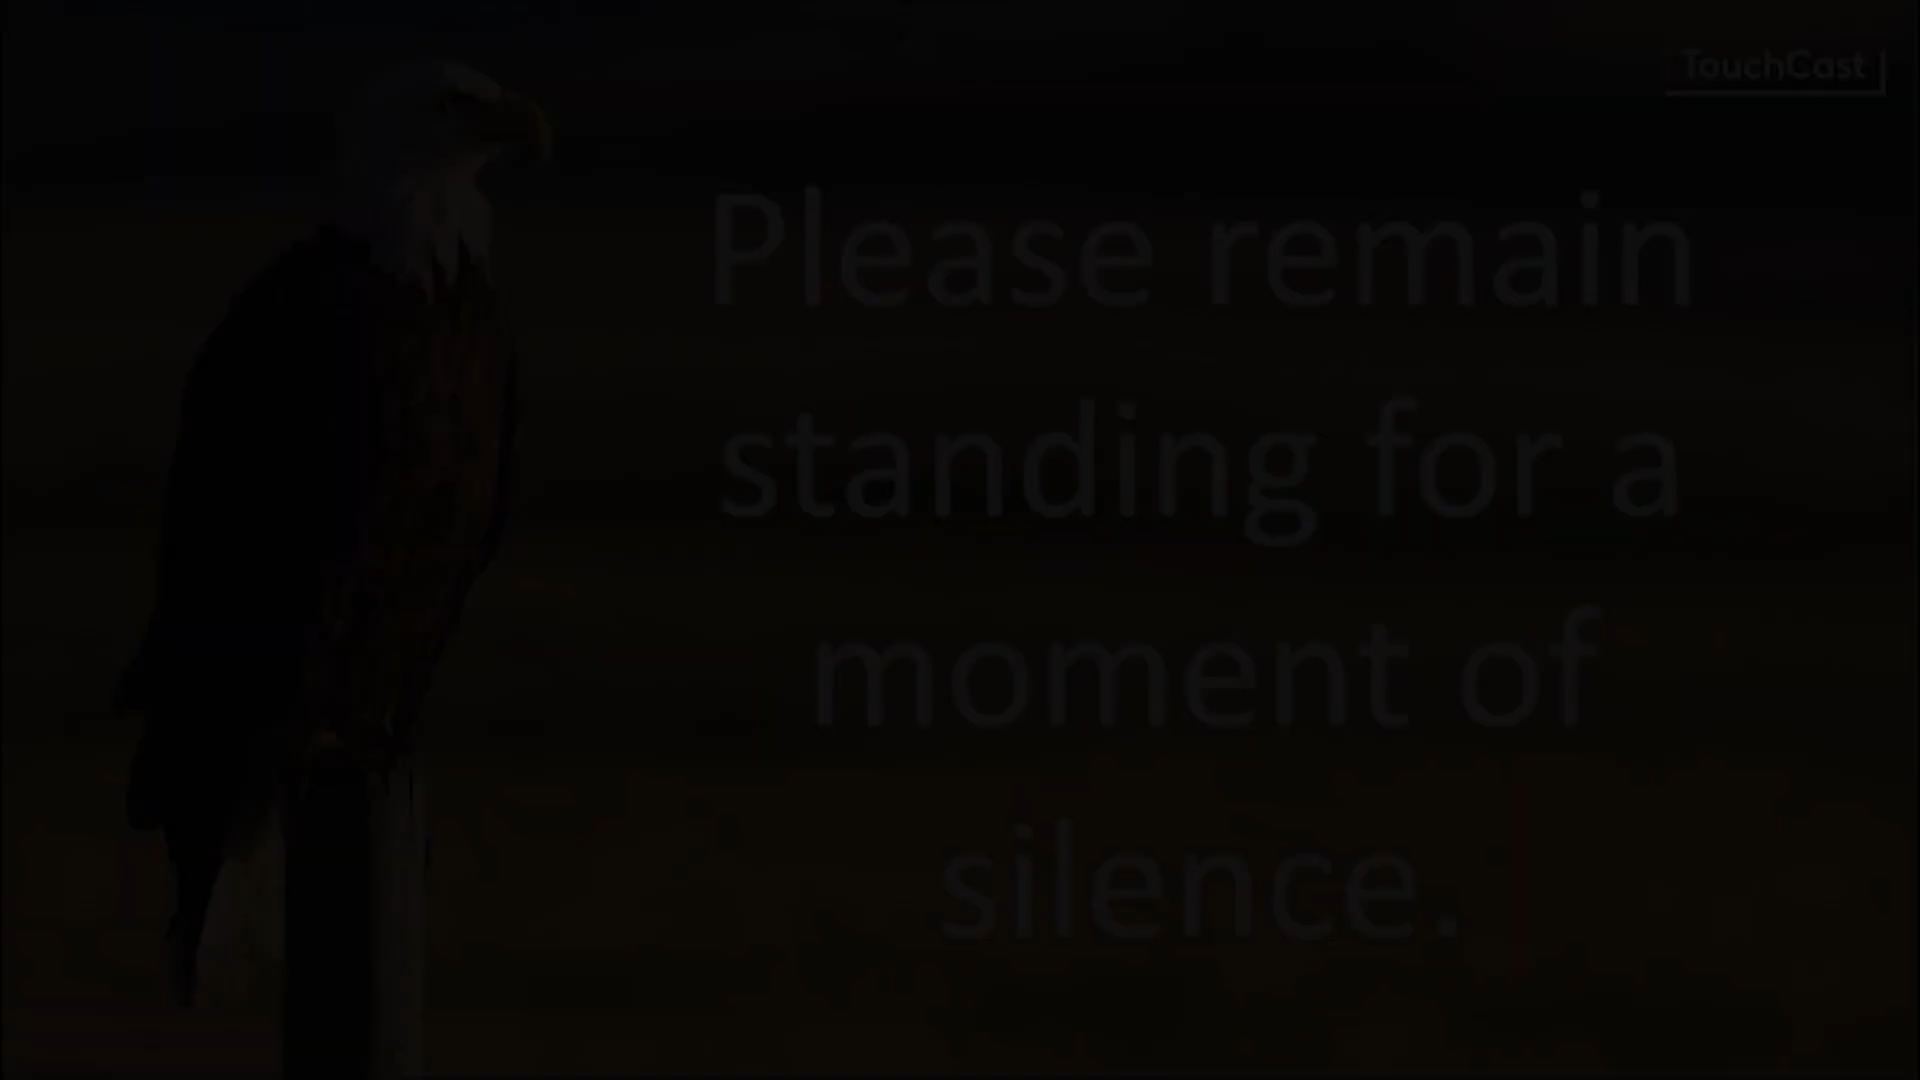 TouchCast
Please remain
standing for a
moment of
silence.